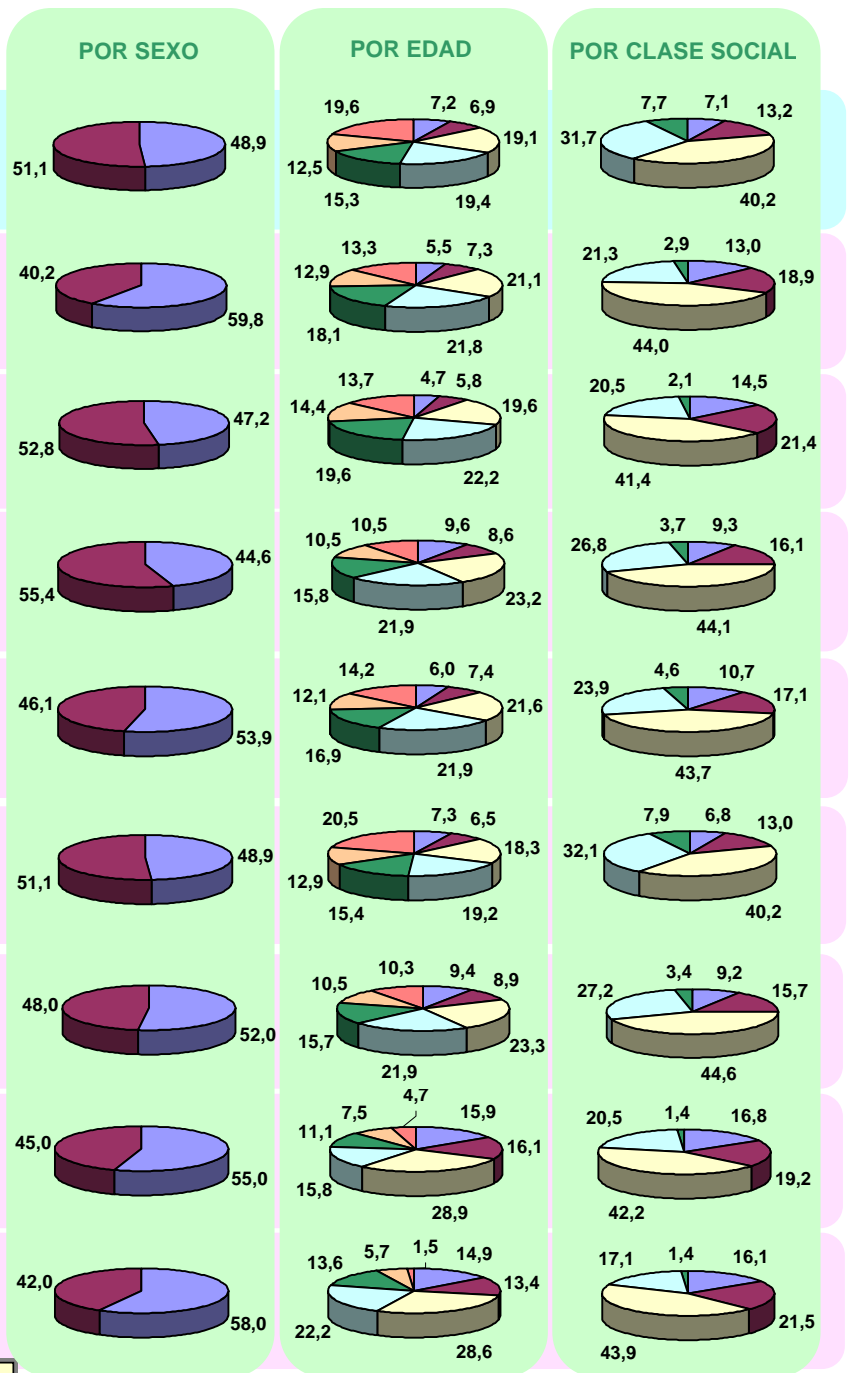 POR SEXO POR EDAD POR CLASE SOCIAL
19,6 7,2 6,9 7,7 7,1 13,2
48,9 19,1 31,7
51,1 12,5
15,3 19,4 40,2
40,2 13,3 5,5 7,3 21,3 2,9 13,0
12,9 21,1 18,9
59,8 18,1 21,8 44,0
13,7 4,7 5,8 20,5 2,1 14,5
47,2 14,4 19,6
52,8 19,6 22,2 41,4 21,4
10,5 10,5 9,6 8,6 26,8 3,7 9,3 16,1
44,6
55,4 15,8 23,2
21,9 44,1
46,1 14,2 6,0 7,4 23,9 4,6 10,7
12,1 21,6 17,1
53,9 16,9 21,9 43,7
20,5 7,3 6,5 7,9 6,8 13,0
48,9 18,3 32,1
51,1 12,9
15,4 19,2 40,2
48,0 10,5 10,3 9,4 8,9 27,2 3,4 9,2 15,7
52,0 15,7 23,3
21,9 44,6
4,7
45,0 11,1 7,5 15,9 16,1 20,5 1,4 16,8
55,0 15,8 19,2
28,9 42,2
42,0 13,6 5,7 1,5 14,9 17,1 1,4 16,1
13,4
58,0 22,2 21,5
28,6 43,9